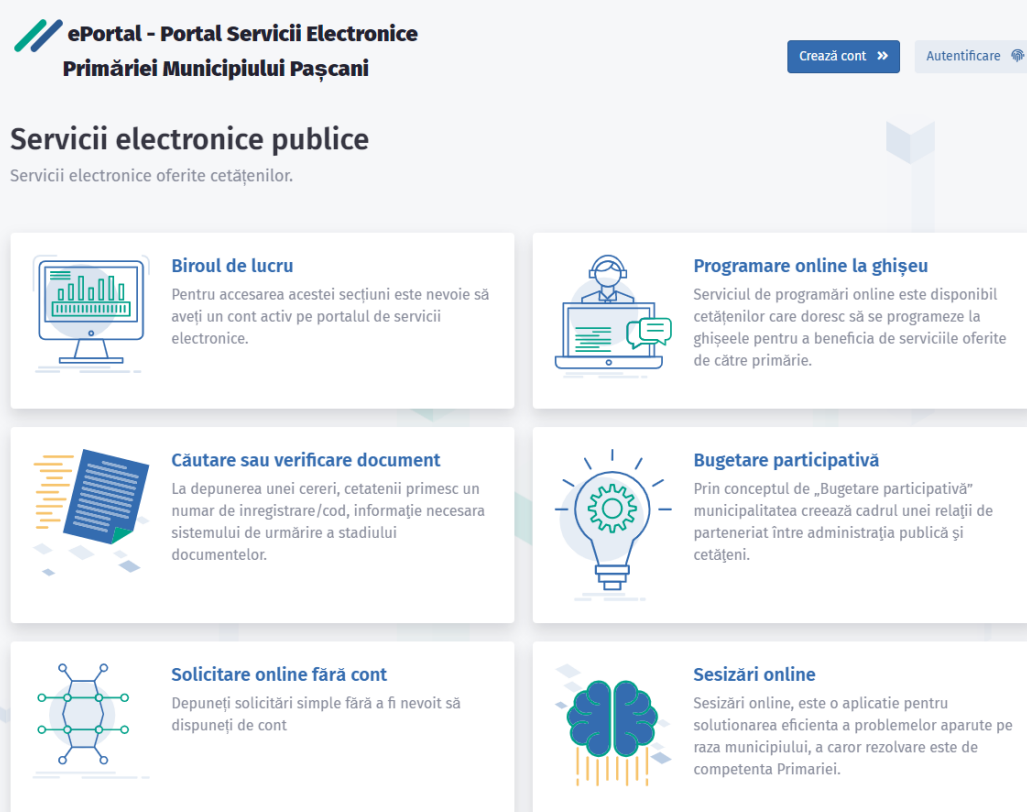 ePortal - Portal Servicii Electronice
Primăriei Municipiului Pașcani
Crează cont
Autentificare
Servicii electronice publice
Servicii electronice oferite cetățenilor.
Biroul de lucru
Pentru accesarea acestei secțiuni este nevoie să
aveți un cont activ pe portalul de servicii
electronice.
Programare online la ghișeu
Serviciul de programări online este disponibil
cetățenilor care doresc să se programeze la
ghișeele pentru a beneficia de serviciile oferite
de către primărie.
Căutare sau verificare document
La depunerea unei cereri, cetatenii primesc un
numar de inregistrare/cod, informaţie necesara
sistemului de urmărire a stadiului
documentelor.
Bugetare participativă
Prin conceptul de „Bugetare participativă”
municipalitatea creează cadrul unei relaţii de
parteneriat între administraţia publică şi
cetăţeni.
Solicitare online fără cont
Depuneți solicitări simple fără a fi nevoit să
dispuneți de cont
Sesizări online
Sesizări online, este o aplicatie pentru
solutionarea eficienta a problemelor aparute pe
raza municipiului, a caror rezolvare este de
competenta Primariei.